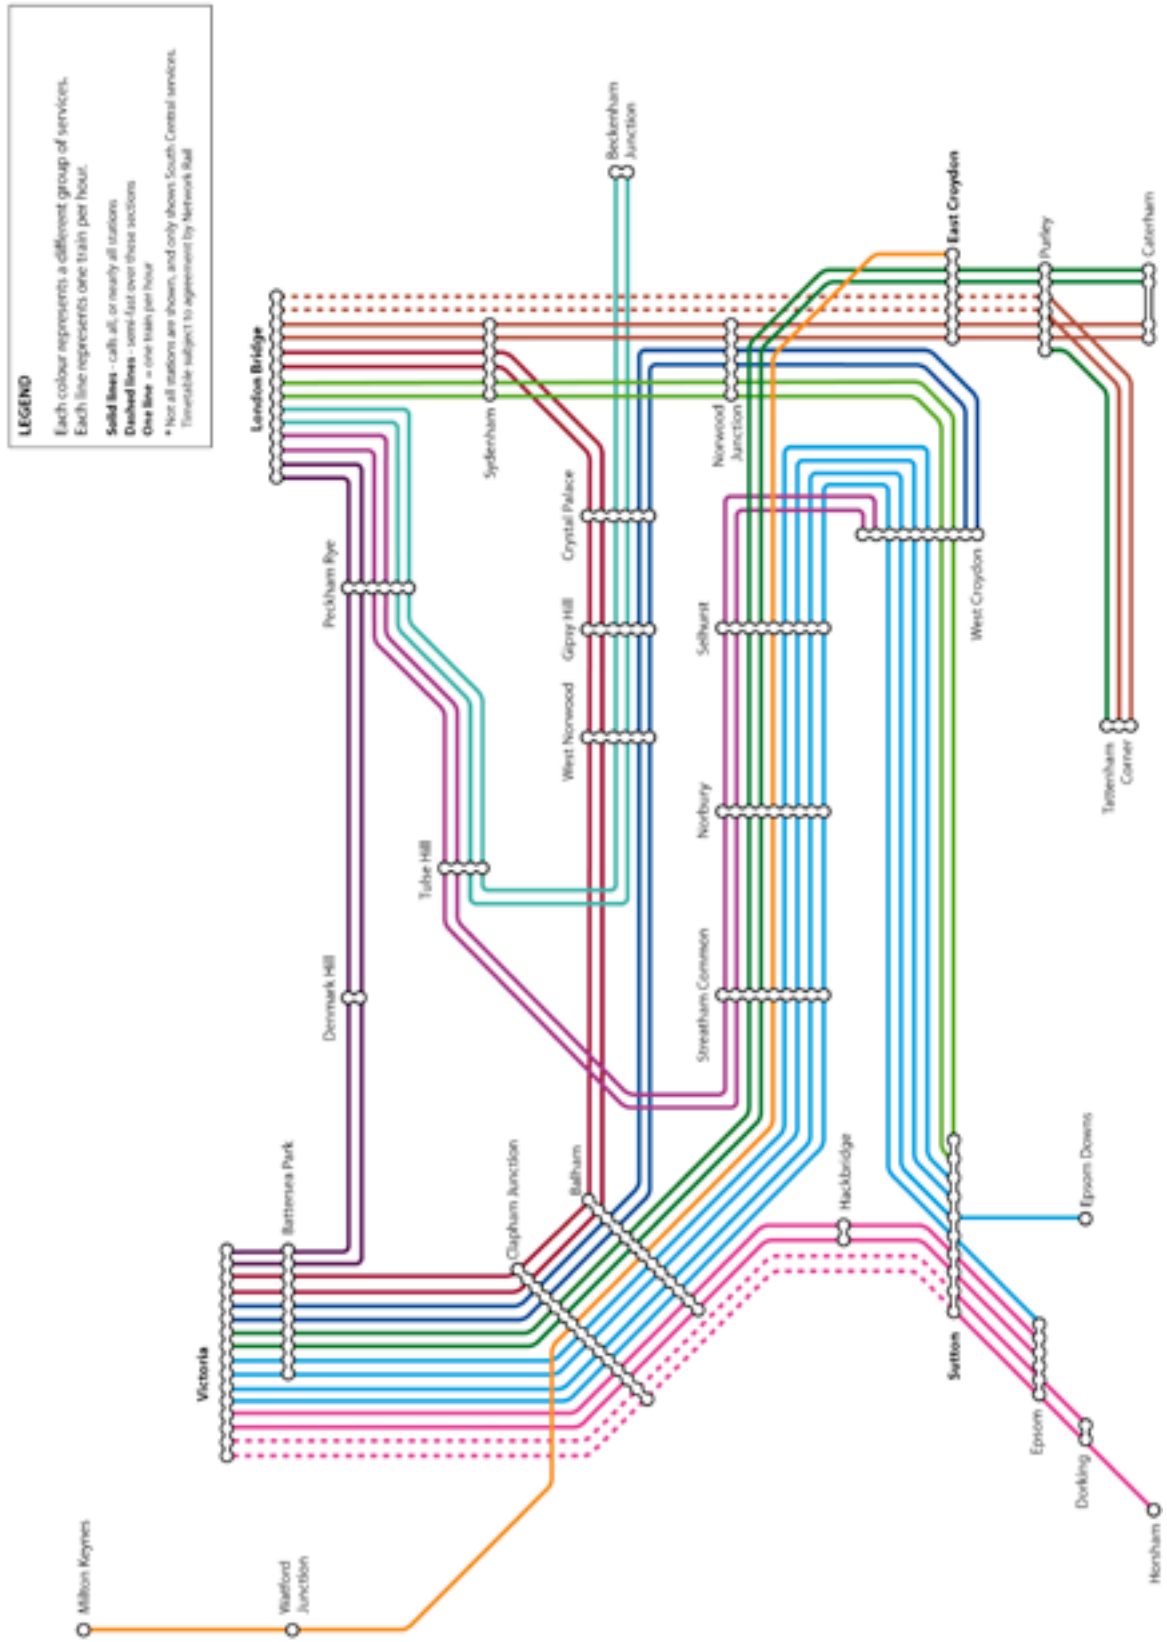 LEGEND
Each colour represents a different group of services.
Each line represents one train per hour.
Solid lines - calls all, or nearly all stations
Dashed lines - semi-fast over these sections
One line = one train per hour
* Not all stations are shown, and only shows South Central services.
Timetable subject to agreement by Network Rail
Milton Keynes
Watford
Junction
Victoria
Battersea Park
Clapham Junction
Balham
Denmark Hill
Peckham Rye
London Bridge
Tulse Hill
West Norwood
Gipsy Hill
Crystal Palace
Sydenham
Beckenham
Junction
Streatham Common
Norbury
Selhurst
Norwood
Junction
Hackbridge
West Croydon
East Croydon
Purley
Caterham
Tattenham
Corner
Sutton
Epsom Downs
Epsom
Dorking
Horsham